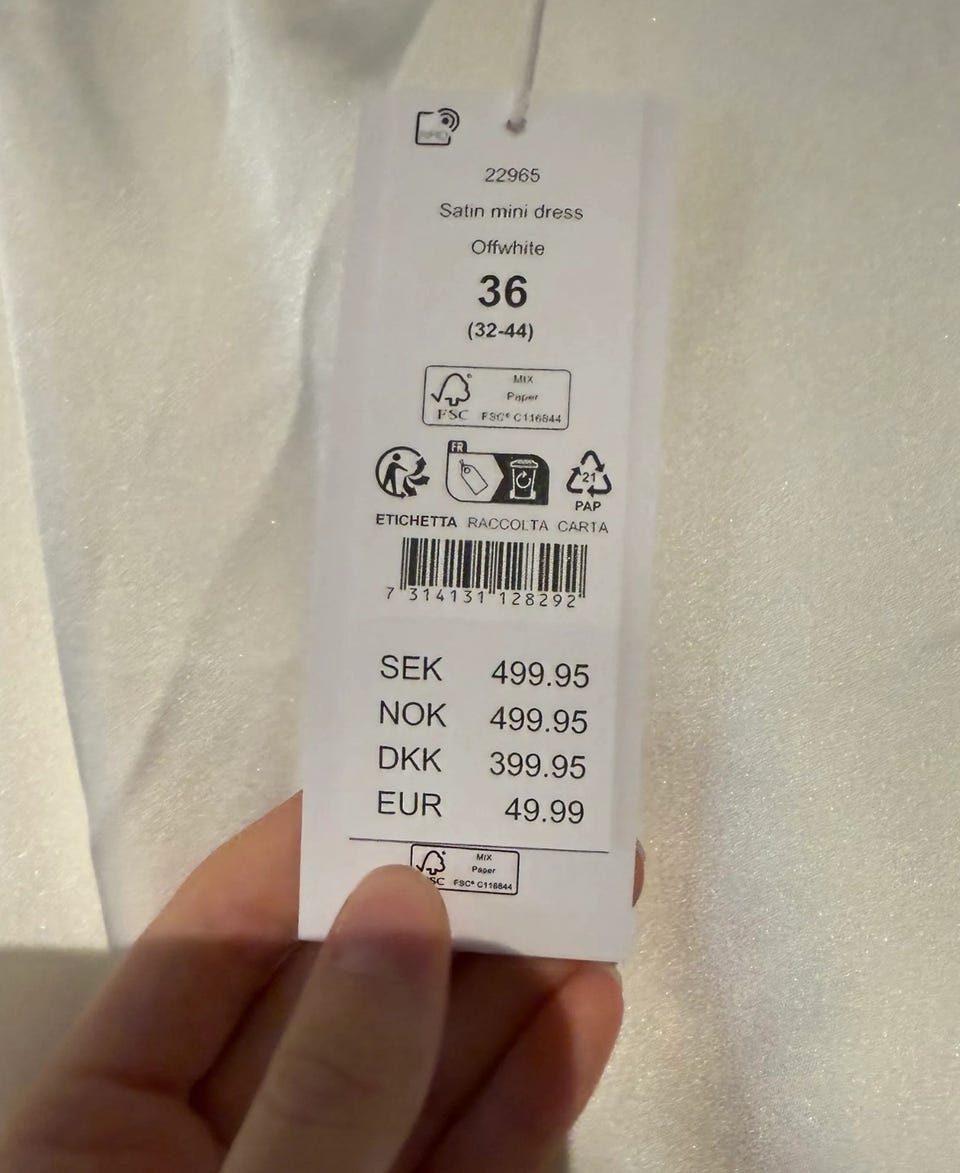 RFID
22965
Satin mini dress
Offwhite
36
(32-44)
MIX
Paper
FSC
FSC® C116844
FR
21
PAP
ETICHETTA RACCOLTA CARTA
7 314131 128292
SEK 499.95
NOK 499.95
DKK 399.95
EUR 49.99
MIX
Paper
SC FSC® C116844